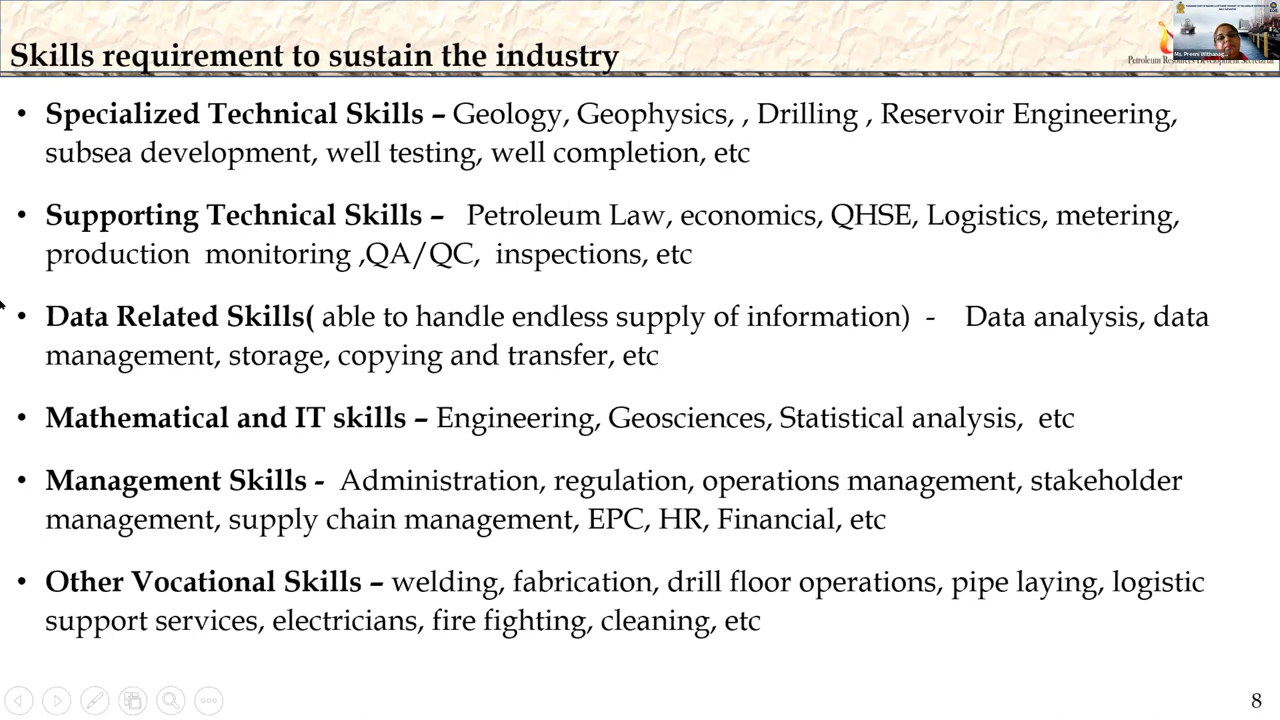 Skills requirement to sustain the industry
Ms. Preeni Withanag
Petroleum Resources Development Secretariat
• Specialized Technical Skills – Geology, Geophysics, , Drilling , Reservoir Engineering,
subsea development, well testing, well completion, etc
• Supporting Technical Skills – Petroleum Law, economics, QHSE, Logistics, metering,
production monitoring ,QA/QC, inspections, etc
• Data Related Skills( able to handle endless supply of information) - Data analysis, data
management, storage, copying and transfer, etc
• Mathematical and IT skills – Engineering, Geosciences, Statistical analysis, etc
• Management Skills - Administration, regulation, operations management, stakeholder
management, supply chain management, EPC, HR, Financial, etc
• Other Vocational Skills – welding, fabrication, drill floor operations, pipe laying, logistic
support services, electricians, fire fighting, cleaning, etc
8